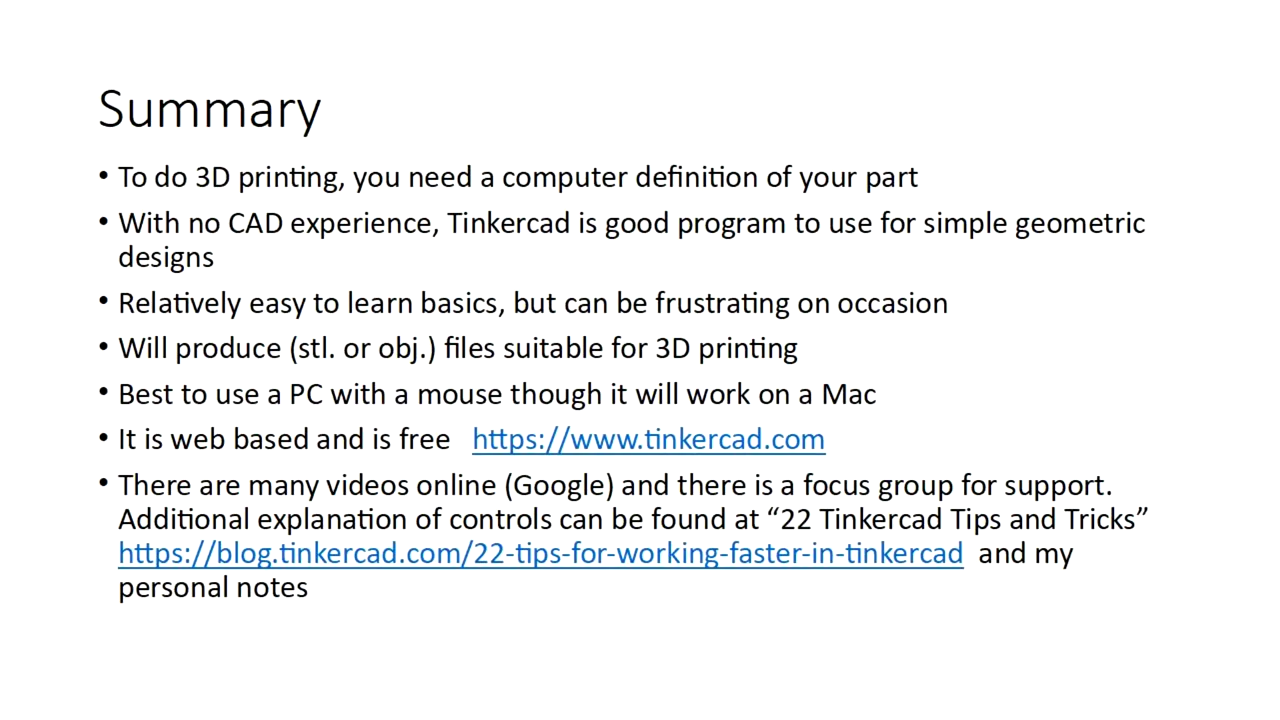 Summary
• To do 3D printing, you need a computer definition of your part
• With no CAD experience, Tinkercad is good program to use for simple geometric
designs
• Relatively easy to learn basics, but can be frustrating on occasion
• Will produce (stl. or obj.) files suitable for 3D printing
• Best to use a PC with a mouse though it will work on a Mac
• It is web based and is free https://www.tinkercad.com
• There are many videos online (Google) and there is a focus group for support.
Additional explanation of controls can be found at “22 Tinkercad Tips and Tricks”
https://blog.tinkercad.com/22-tips-for-working-faster-in-tinkercad and my
personal notes